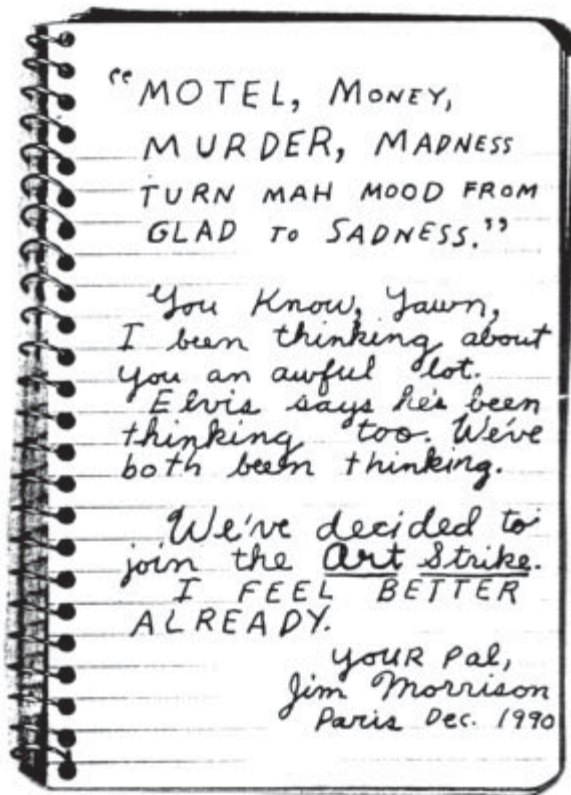 "MOTEL, MONEY,
MURDER, MADNESS
TURN MAH MOOD FROM
GLAD TO SADNESS."
You Know, Yawn,
I been thinking about
you an awful lot.
Elvis says he's been
thinking too. We've
both been thinking.
We've decided to
join the Art Strike.
I FEEL BETTER
ALREADY.
YOUR Pal,
Jim Morrison
Paris Dec. 1990